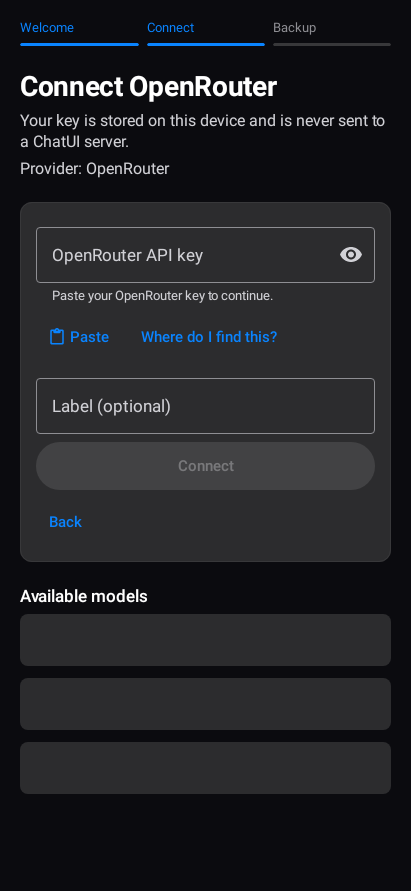 Welcome
Connect
Backup
Connect OpenRouter
Your key is stored on this device and is never sent to
a ChatUI server.
Provider: OpenRouter
OpenRouter API key
Paste your OpenRouter key to continue.
Paste
Where do I find this?
Label (optional)
Connect
Back
Available models